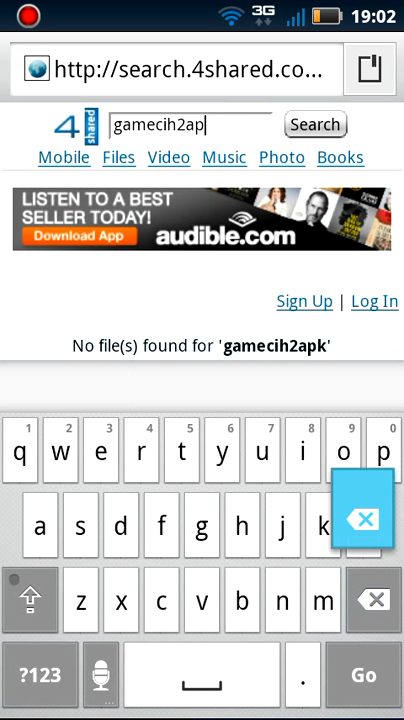 3G 19:02
http://search.4shared.co...
4 shared gamecih2ap Search
Mobile Files Video Music Photo Books
LISTEN TO A BEST
SELLER TODAY!
Download App audible.com
Sign Up | Log In
No file(s) found for 'gamecih2apk'
1 2 3 4 5 6 7 8 9 0
q w e r t y u i o p
a s d f g h j k
z x c v b n m
?123 ... . Go